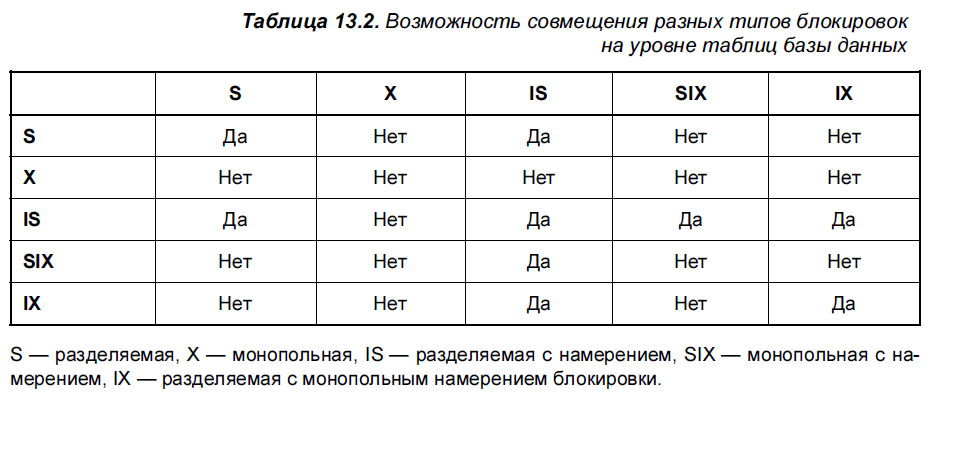 Таблица 13.2. Возможность совмещения разных типов блокировок
на уровне таблиц базы данных
S X IS SIX IX
S Да Нет Да Нет Нет
X Нет Нет Нет Нет Нет
IS Да Нет Да Да Да
SIX Нет Нет Да Нет Нет
IX Нет Нет Да Нет Да
S — разделяемая, X — монопольная, IS — разделяемая с намерением, SIX — монопольная с на-
мерением, IX — разделяемая с монопольным намерением блокировки.